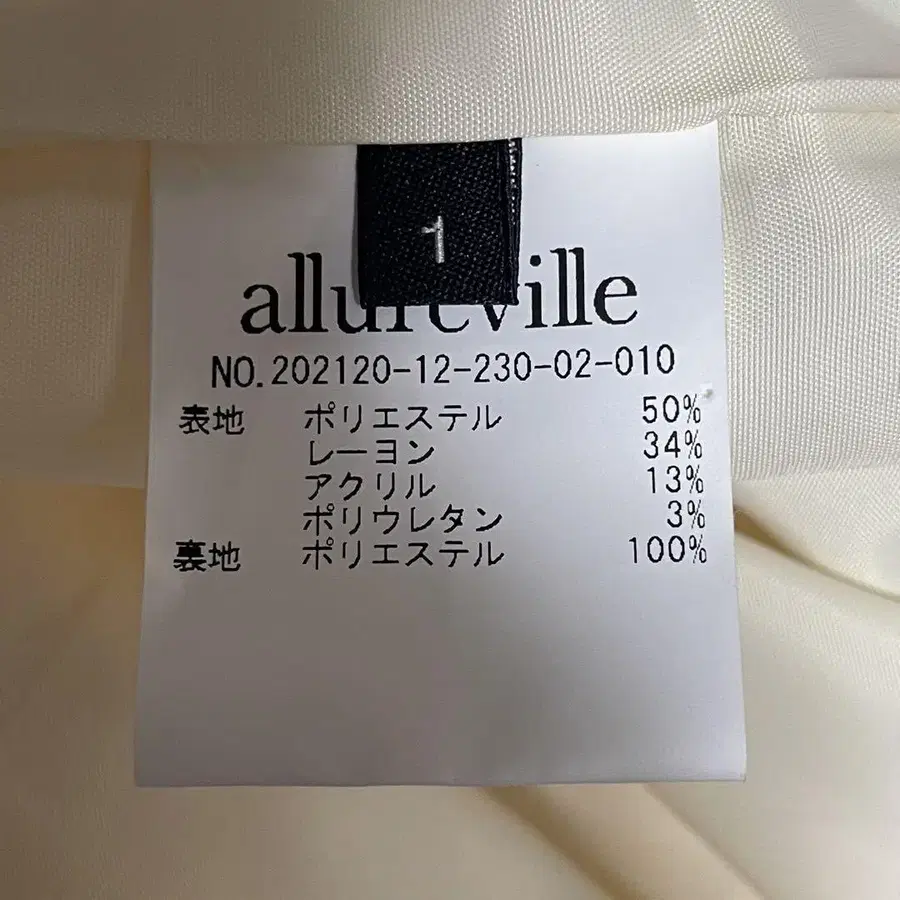 1
allureville
NO.202120-12-230-02-010
表地 ポリエステル 50%
レーヨン 34%
アクリル 13%
ポリウレタン 3%
裏地 ポリエステル 100%